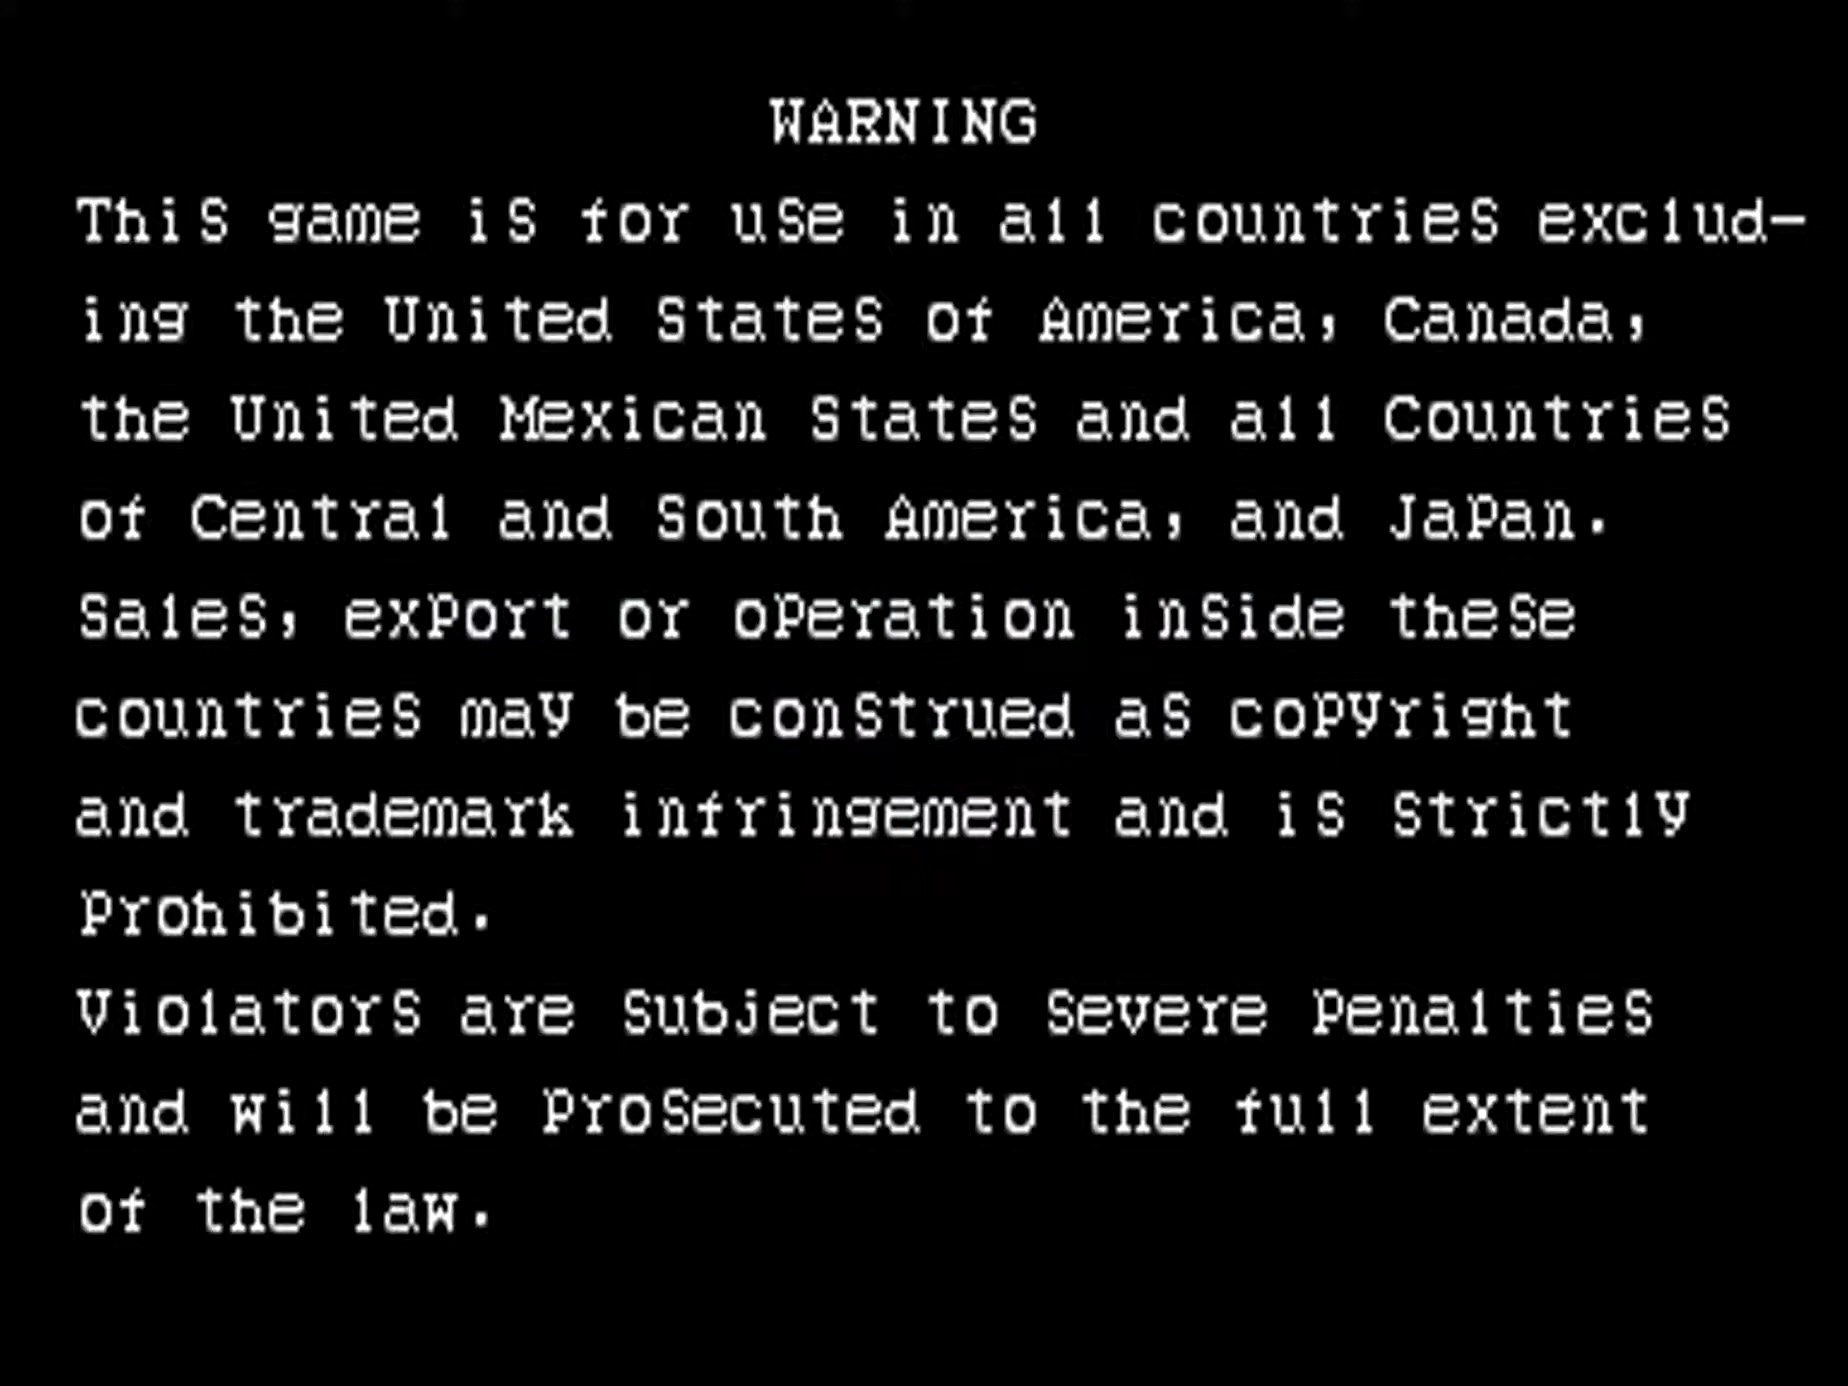 WARNING
This game is for use in all countries exclud-
ing the United States of America, Canada,
the United Mexican States and all Countries
of Central and South America, and Japan.
Sales, export or operation inside these
countries may be construed as copyright
and trademark infringement and is strictly
prohibited.
Violators are subject to severe penalties
and will be prosecuted to the full extent
of the law.